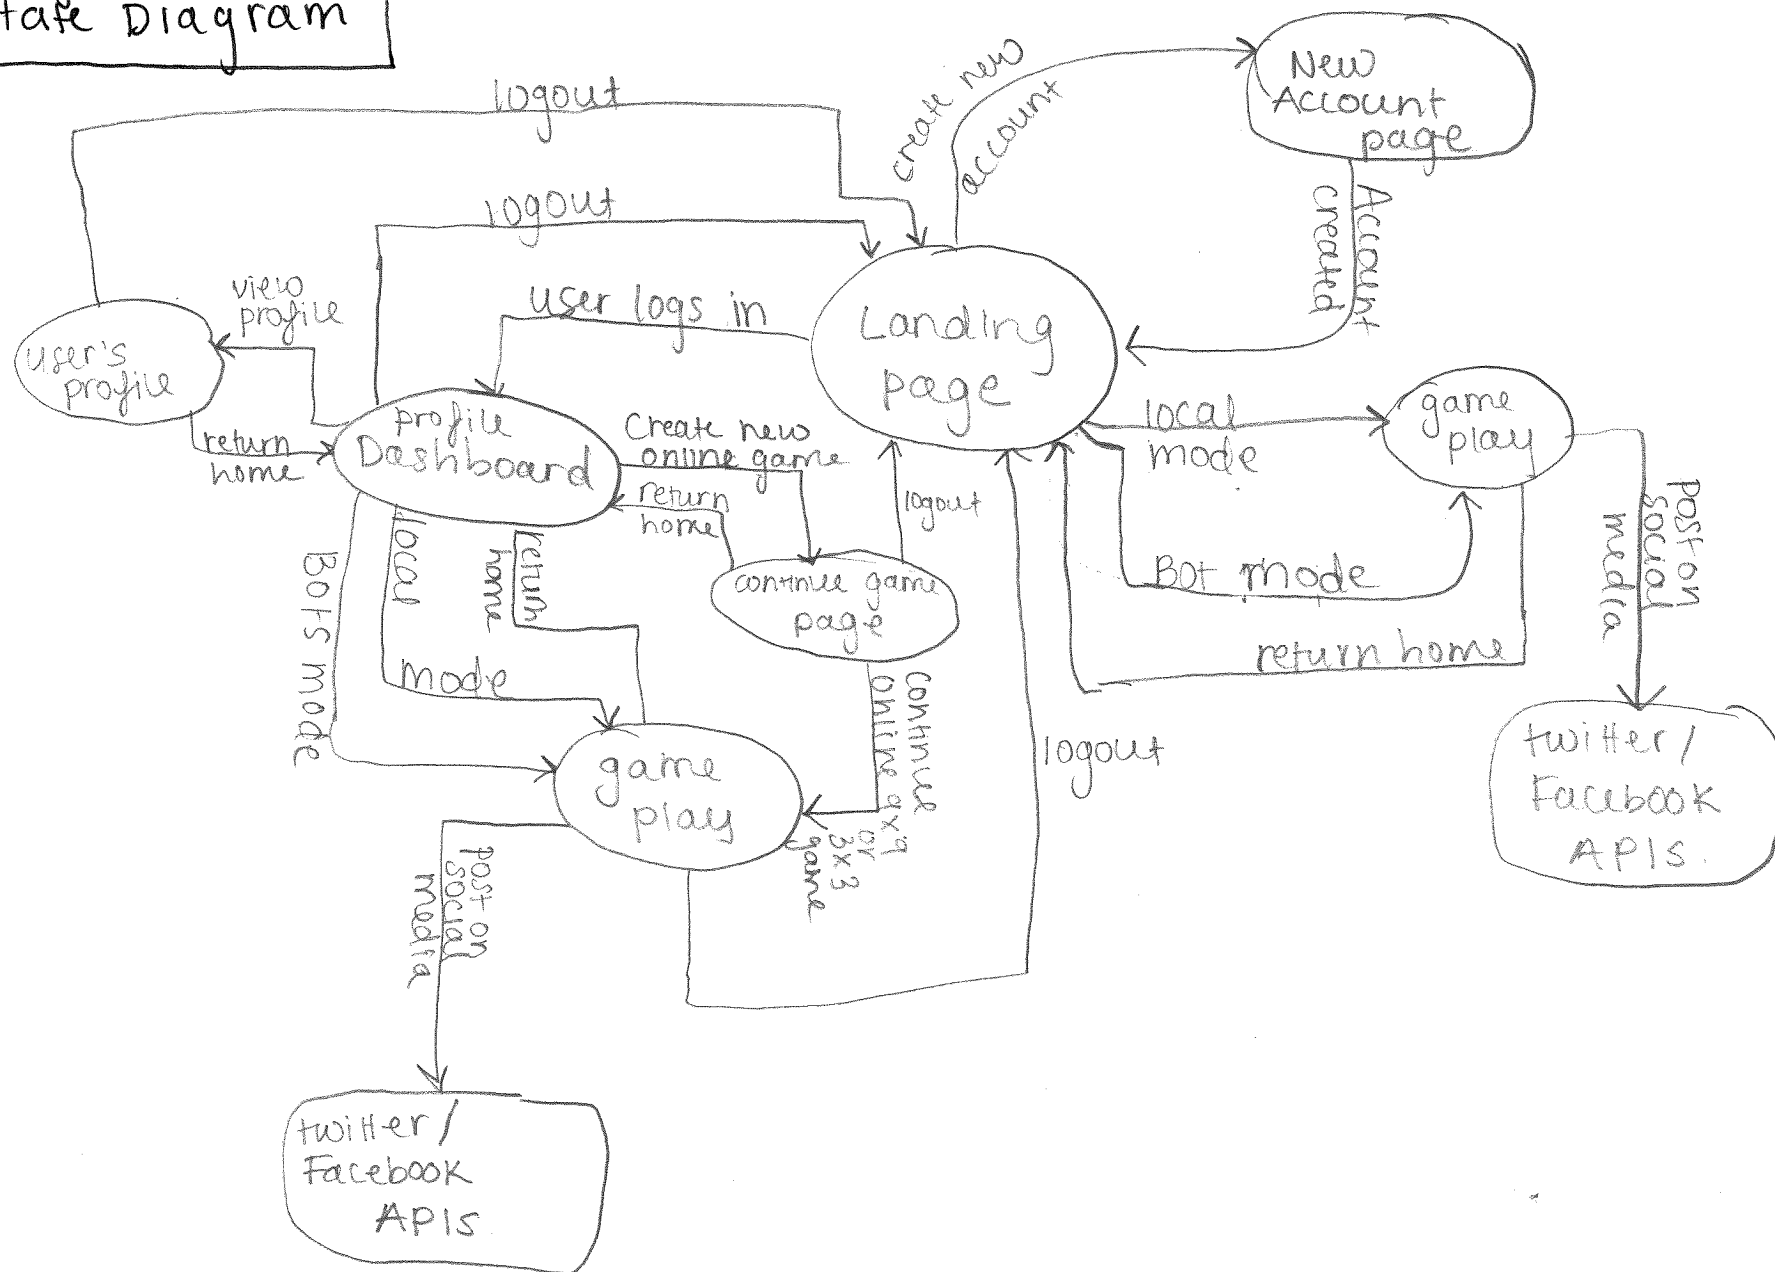 tate Diagram
logout
create new
account
New
Account
page
logout
Account
created
view
profile
user logs in
Landing
page
user's
profile
return
home
profile
Dashboard
Create new
online game
return
home
logout
local
mode
game
play
Bot mode
return home
post on
social
media
twitter/
Facebook
APIs.
continue game
page
Bots mode
local
mode
return
home
continue
online 9x9
or
3x3
game
game
play
logout
post on
social
media
twitter/
Facebook
APIs